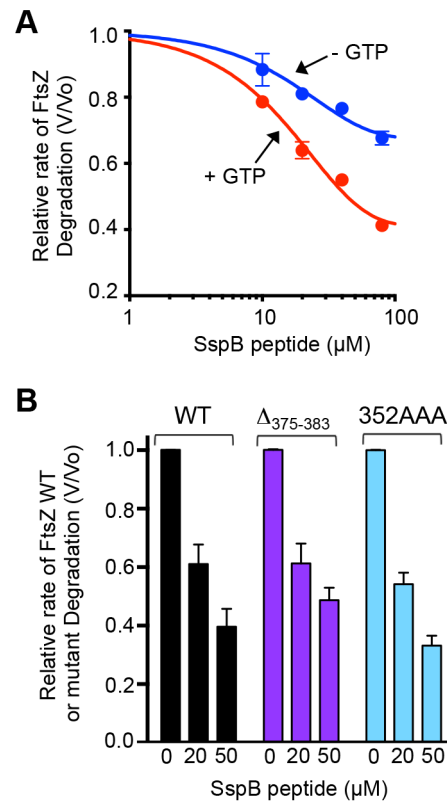 A
Relative rate of FtsZ
Degradation (V/Vo)
1.0
0.8
0.6
0.4
0.2
- GTP
+ GTP
1 10 100
SspB peptide (µM)
B
WT Δ375-383 352AAA
Relative rate of FtsZ WT
or mutant Degradation (V/Vo)
1.0
0.8
0.6
0.4
0.2
0.0
0 20 50 0 20 50 0 20 50
SspB peptide (µM)